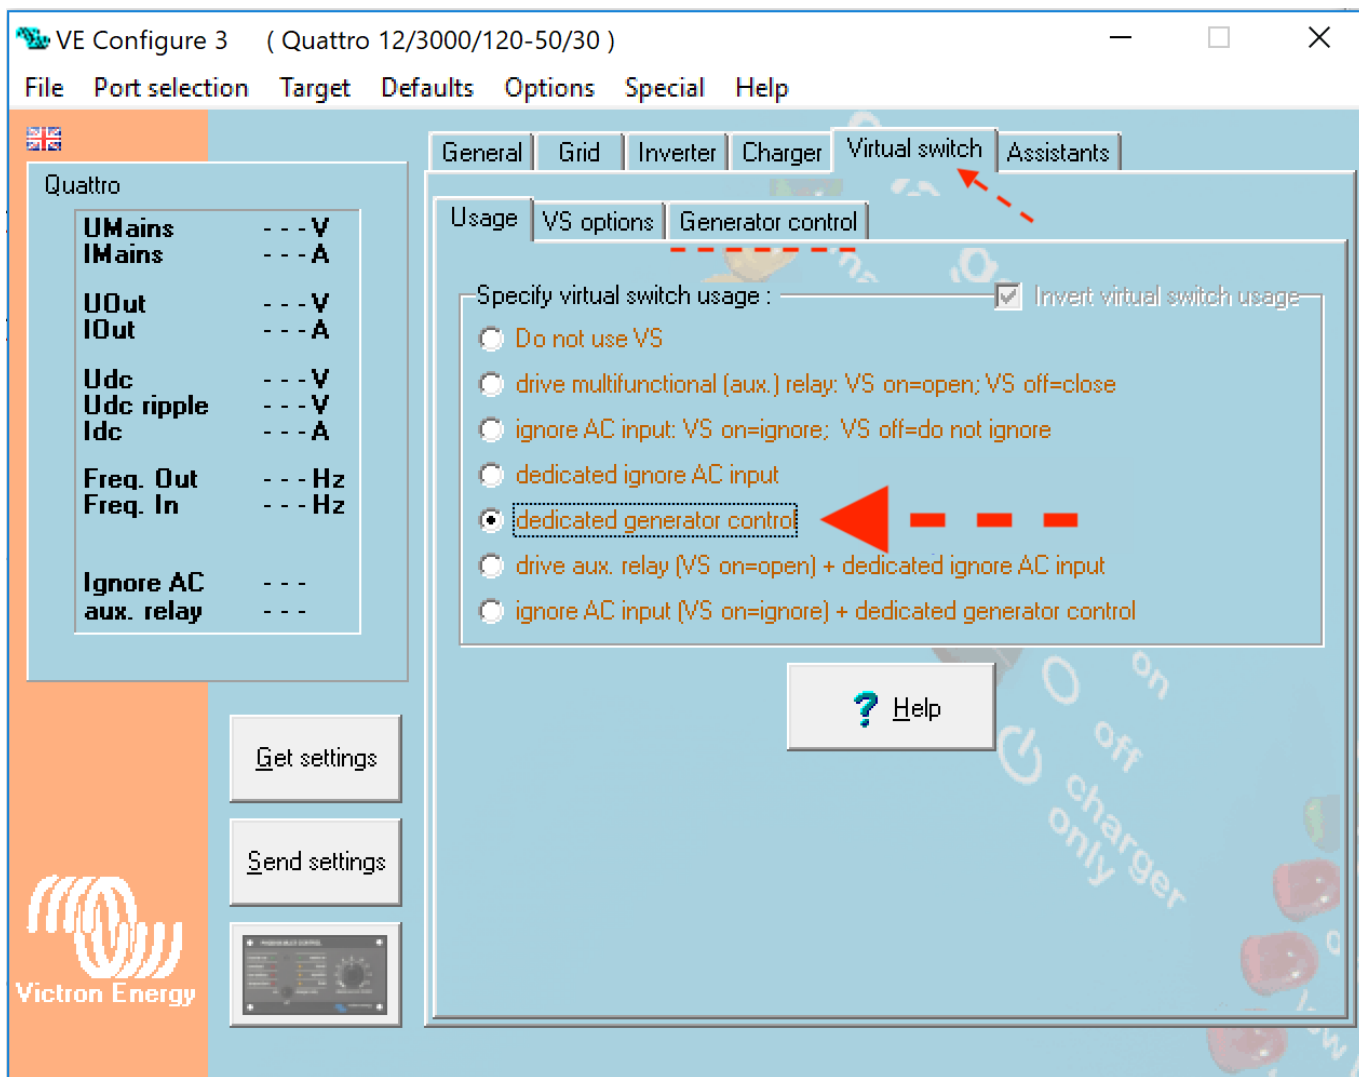 VE Configure 3 ( Quattro 12/3000/120-50/30 )
File Port selection Target Defaults Options Special Help
General Grid Inverter Charger Virtual switch Assistants
Quattro
Usage VS options Generator control
UMains - - - V
IMains - - - A
UOut - - - V
IOut - - - A
Udc - - - V
Udc ripple - - - V
Idc - - - A
Freq. Out - - - Hz
Freq. In - - - Hz
Ignore AC - - -
aux. relay - - -
Specify virtual switch usage : Invert virtual switch usage
Do not use VS
drive multifunctional (aux.) relay: VS on=open; VS off=close
ignore AC input: VS on=ignore; VS off=do not ignore
dedicated ignore AC input
dedicated generator control
drive aux. relay (VS on=open) + dedicated ignore AC input
ignore AC input (VS on=ignore) + dedicated generator control
? Help
Get settings
Send settings
on
off
charger
only
Victron Energy